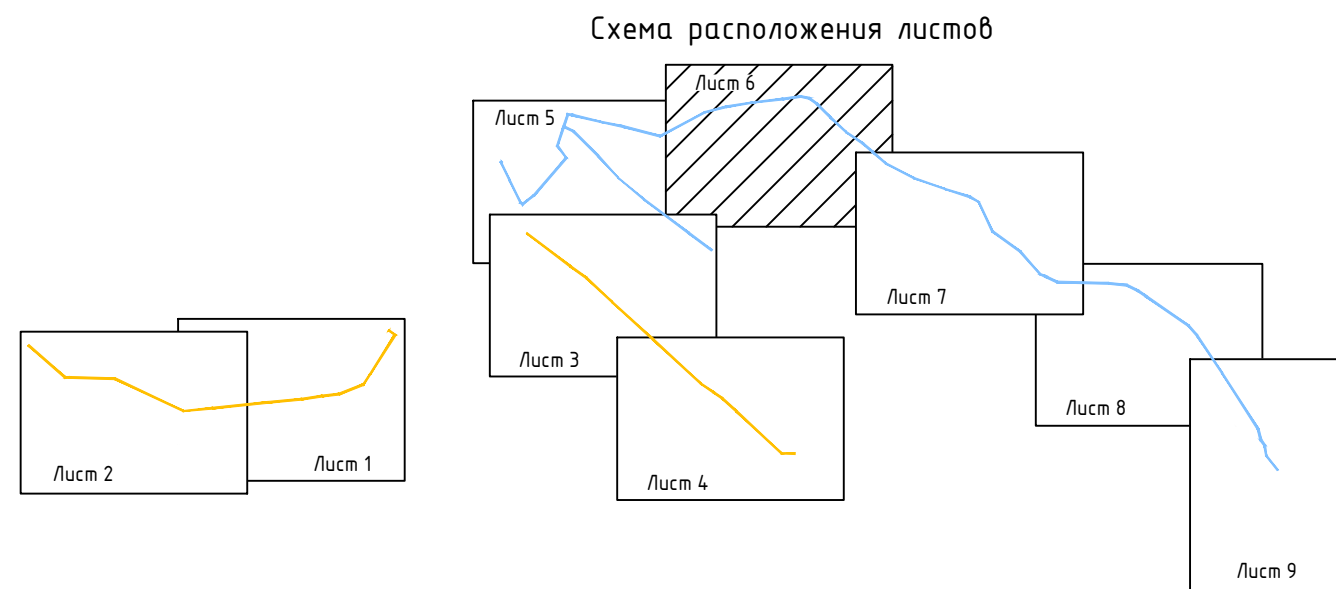 Схема расположения листов
Лист 6
Лист 5
Лист 7
Лист 3
Лист 8
Лист 2
Лист 1
Лист 4
Лист 9